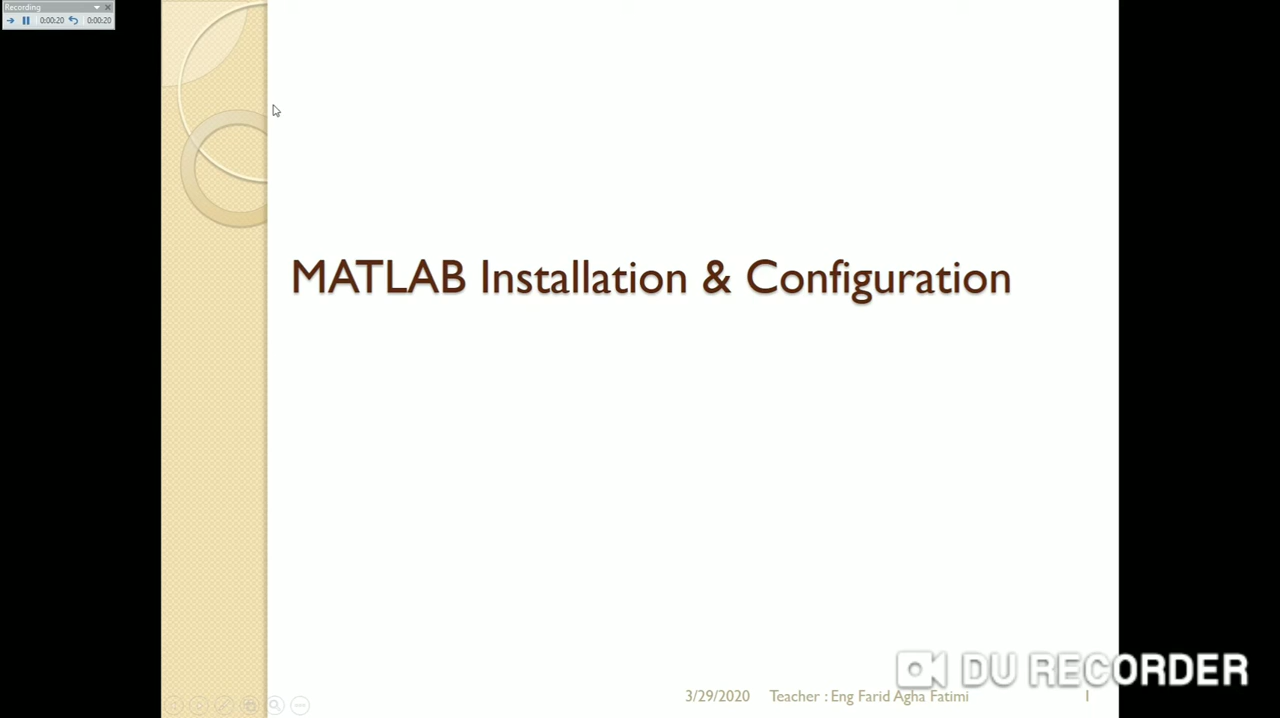 Recording
0:00:20 0:00:20
MATLAB Installation & Configuration
DU RECORDER
3/29/2020 Teacher : Eng Farid Agha Fatimi 1